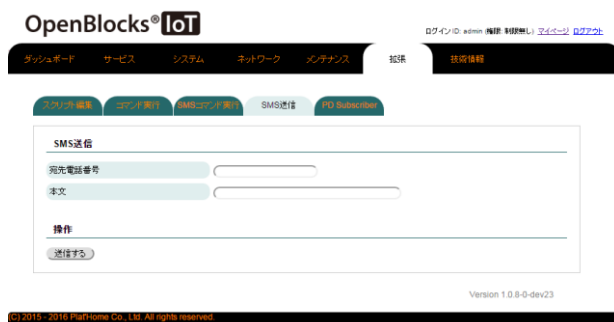 OpenBlocks® IoT
ログインID: admin (権限: 制限無し) マイページ ログアウト
ダッシュボード サービス システム ネットワーク メンテナンス 拡張 技術情報
スクリプト編集 コマンド実行 SMSコマンド実行 SMS送信 PD Subscriber
SMS送信
宛先電話番号
本文
操作
送信する
Version 1.0.8-0-dev23
(C) 2015 - 2016 Plat'Home Co., Ltd. All rights reserved.